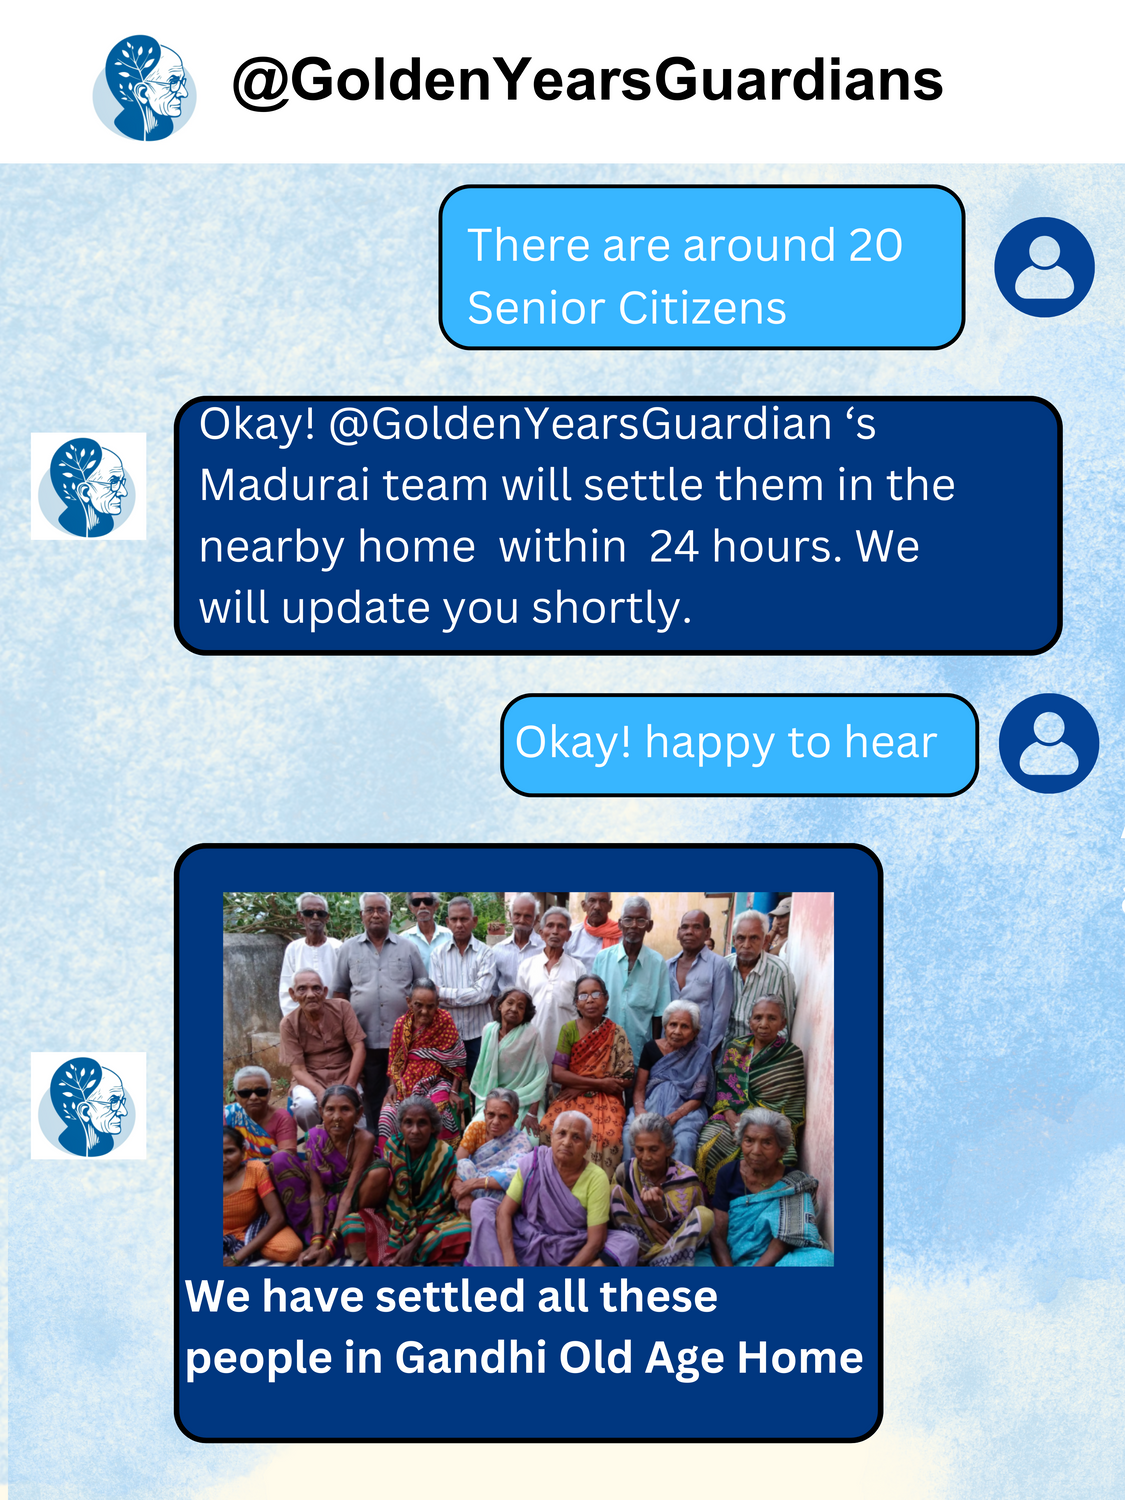 @GoldenYearsGuardians
There are around 20
Senior Citizens
Okay! @GoldenYearsGuardian ‘s
Madurai team will settle them in the
nearby home  within  24 hours. We
will update you shortly.
Okay! happy to hear
We have settled all these
people in Gandhi Old Age Home